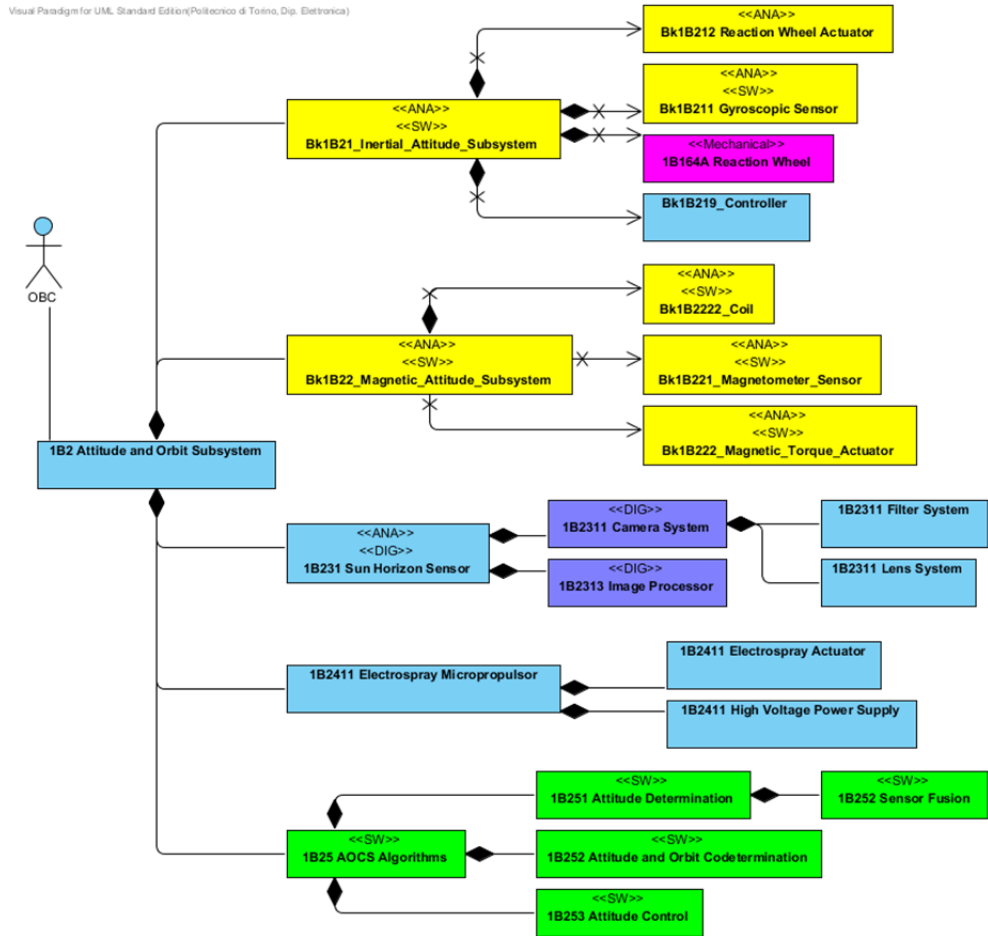 Visual Paradigm for UML Standard Edition(Politecnico di Torino, Dip. Elettronica)
<<ANA>>
Bk1B212 Reaction Wheel Actuator
<<ANA>>
<<SW>>
Bk1B211 Gyroscopic Sensor
<<ANA>>
<<SW>>
Bk1B21_Inertial_Attitude_Subsystem
<<Mechanical>>
1B164A Reaction Wheel
Bk1B219_Controller
OBC
<<ANA>>
<<SW>>
Bk1B2222_Coil
<<ANA>>
<<SW>>
Bk1B22_Magnetic_Attitude_Subsystem
<<ANA>>
<<SW>>
Bk1B221_Magnetometer_Sensor
<<ANA>>
<<SW>>
Bk1B222_Magnetic_Torque_Actuator
1B2 Attitude and Orbit Subsystem
<<ANA>>
<<DIG>>
1B231 Sun Horizon Sensor
<<DIG>>
1B2311 Camera System
1B2311 Filter System
<<DIG>>
1B2313 Image Processor
1B2311 Lens System
1B2411 Electrospray Micropropulsor
1B2411 Electrospray Actuator
1B2411 High Voltage Power Supply
<<SW>>
1B251 Attitude Determination
<<SW>>
1B252 Sensor Fusion
<<SW>>
1B25 AOCS Algorithms
<<SW>>
1B252 Attitude and Orbit Codetermination
<<SW>>
1B253 Attitude Control